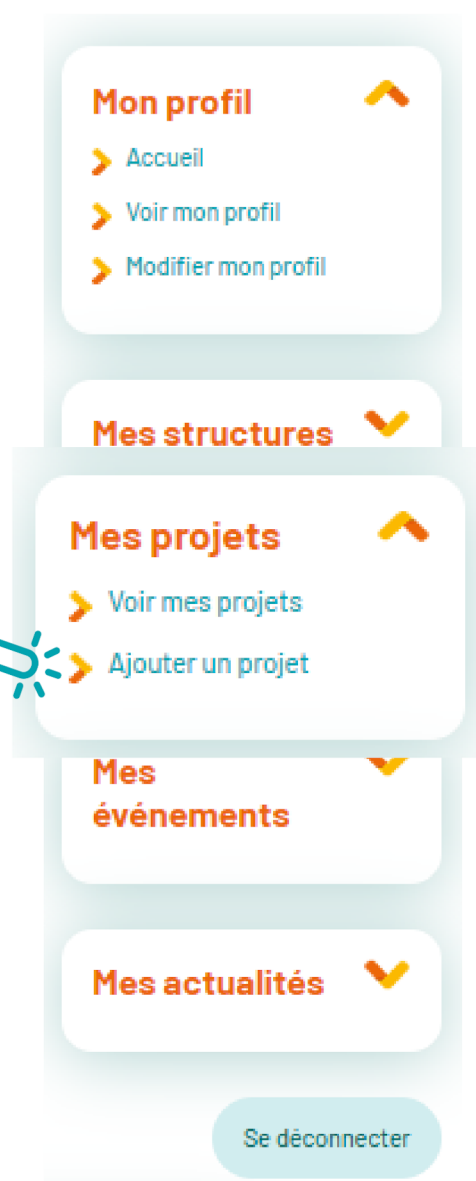 Mon profil
Accueil
Voir mon profil
Modifier mon profil
Mes structures
Mes projets
Voir mes projets
Ajouter un projet
Mes
événements
Mes actualités
Se déconnecter